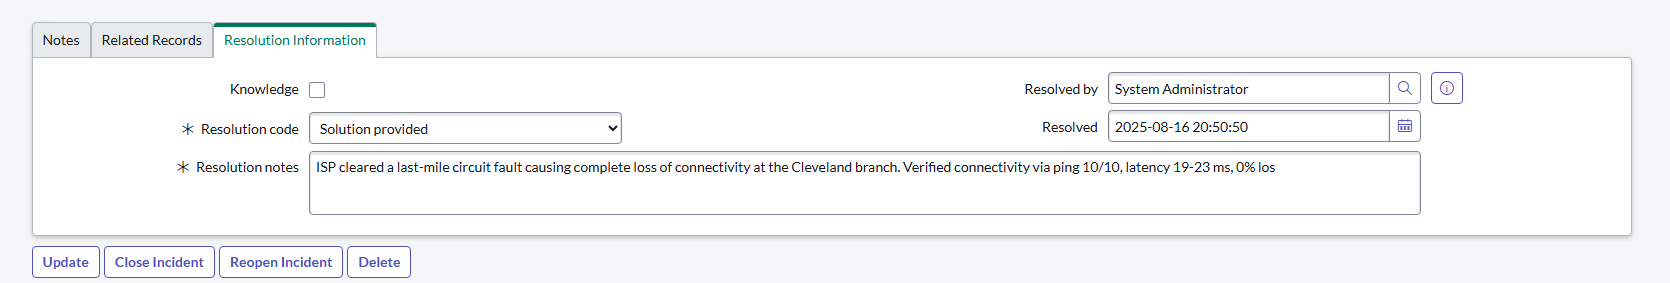 Notes Related Records Resolution Information
Knowledge
Resolved by System Administrator
Resolution code Solution provided
Resolved 2025-08-16 20:50:50
Resolution notes ISP cleared a last-mile circuit fault causing complete loss of connectivity at the Cleveland branch. Verified connectivity via ping 10/10, latency 19-23 ms, 0% los
Update Close Incident Reopen Incident Delete